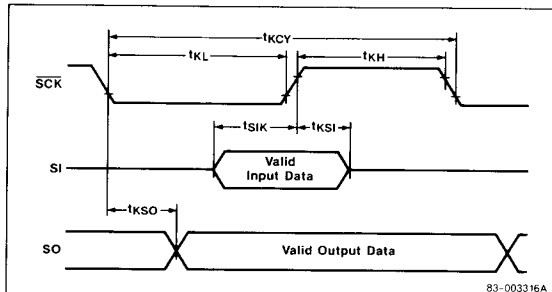 tKCY
tKL
tKH
SCK
tSIK
tKSI
SI
Valid
Input Data
tKSO
SO
Valid Output Data
83-003316A